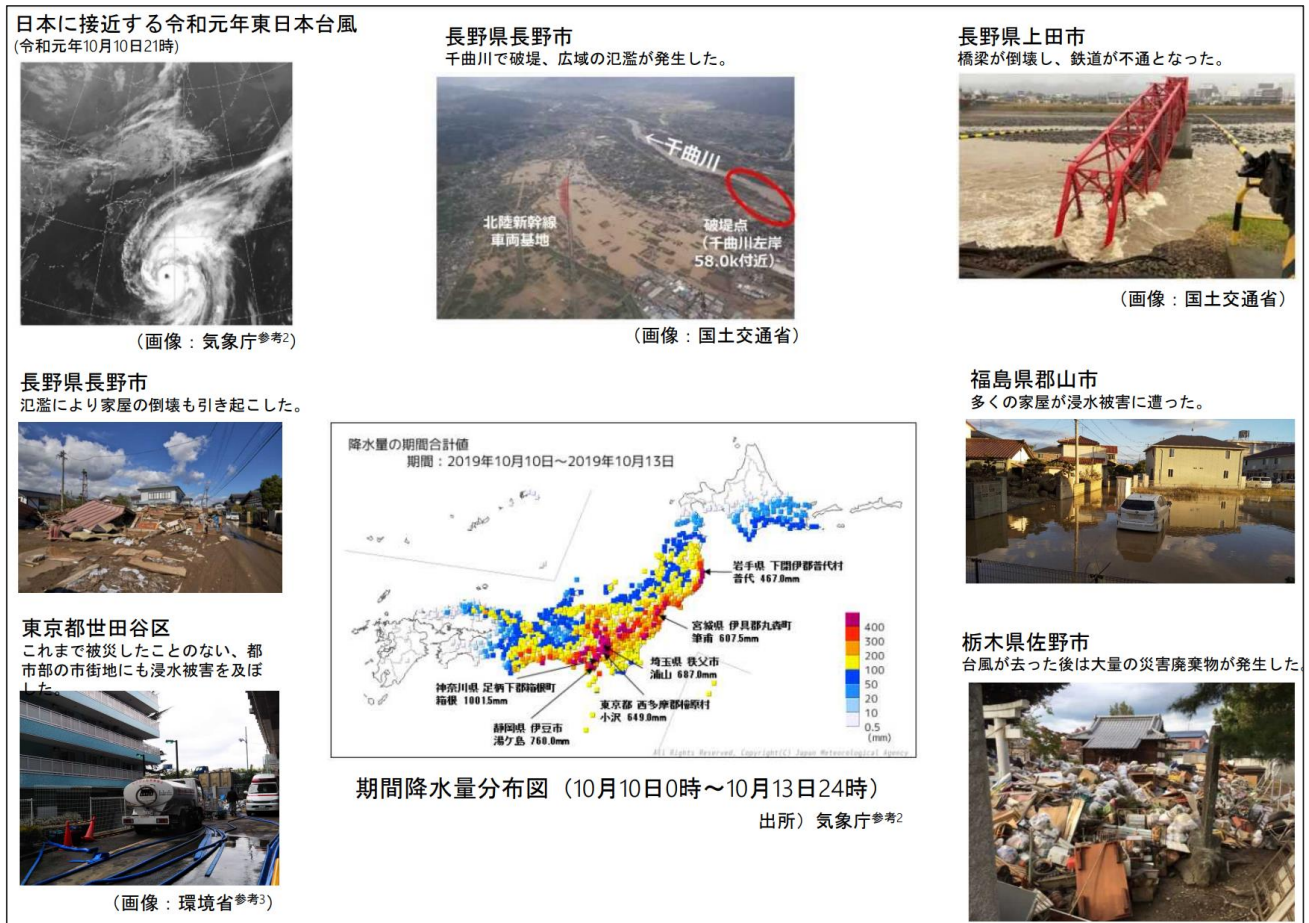 日本に接近する令和元年東日本台風
(令和元年10月10日21時)
（画像：気象庁参考2）
長野県長野市
千曲川で破堤、広域の氾濫が発生した。
←千曲川
北陸新幹線
車両基地
破堤点
（千曲川左岸
58.0k付近）
（画像：国土交通省）
長野県上田市
橋梁が倒壊し、鉄道が不通となった。
（画像：国土交通省）
長野県長野市
氾濫により家屋の倒壊も引き起こした。
福島県郡山市
多くの家屋が浸水被害に遭った。
降水量の期間合計値
期間：2019年10月10日～2019年10月13日
岩手県 下閉伊郡普代村
普代 467.0mm
宮城県 伊具郡丸森町
筆甫 607.5mm
埼玉県 秩父市
浦山 687.0mm
東京都 西多摩郡檜原村
小沢 649.0mm
神奈川県 足柄下郡箱根町
箱根 1001.5mm
静岡県 伊豆市
湯ケ島 760.0mm
400
300
200
100
50
20
10
0.5
(mm)
All Rights Reserved. Copyright(C) Japan Meteorological Agency
期間降水量分布図（10月10日0時～10月13日24時）
出所）気象庁参考2
東京都世田谷区
これまで被災したことのない、都
市部の市街地にも浸水被害を及ぼ
した。
（画像：環境省参考3）
栃木県佐野市
台風が去った後は大量の災害廃棄物が発生した。